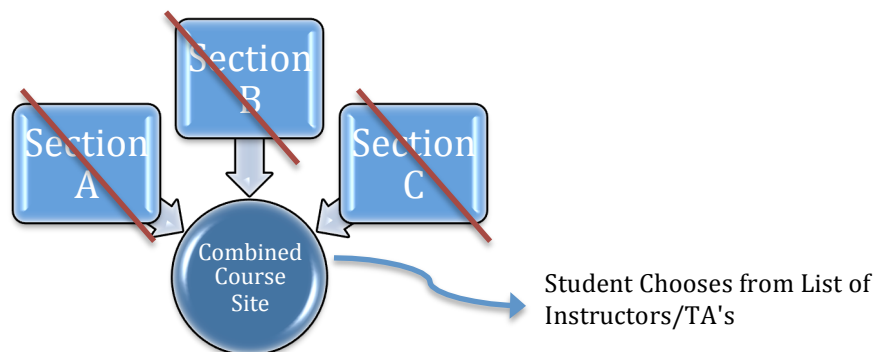 Section
B
Section
A
Section
C
Combined
Course
Site
Student Chooses from List of
Instructors/TA's